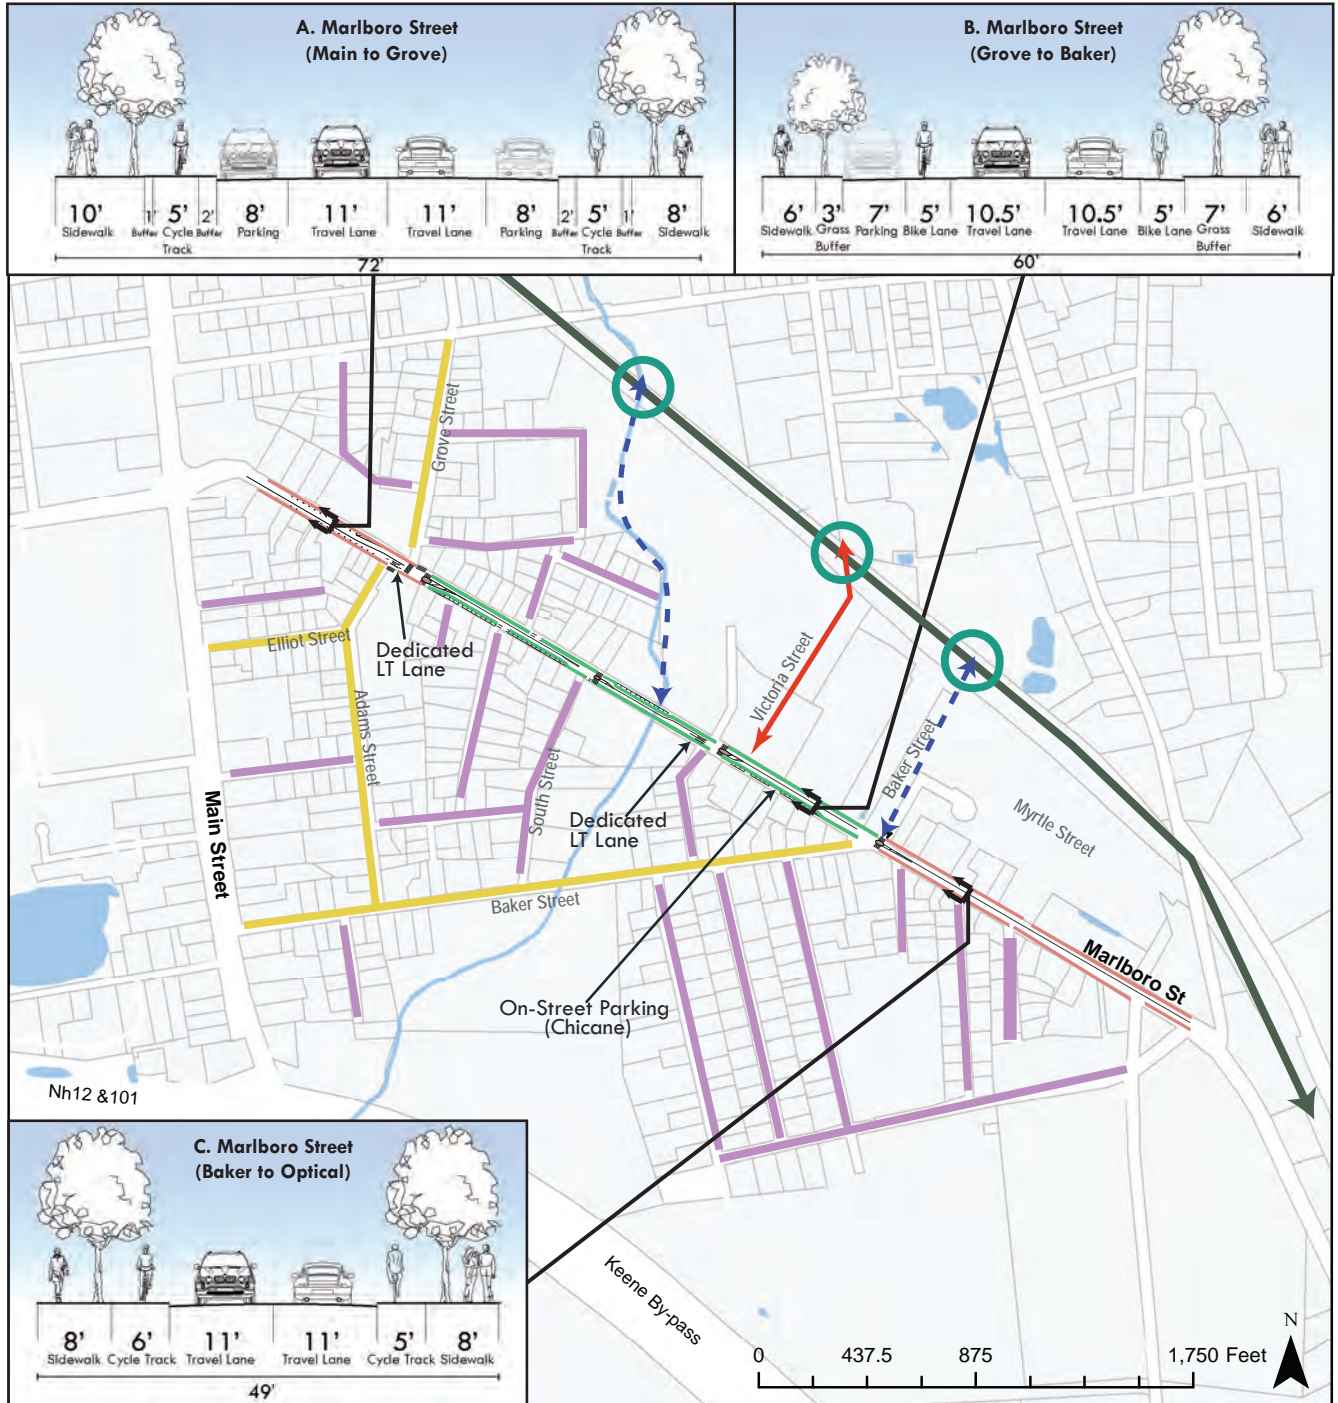 A. Marlboro Street
(Main to Grove)
10' 1' 5' 2' 8' 11' 11' 8' 2' 5' 1' 8'
Sidewalk Buffer Cycle Buffer Parking Travel Lane Travel Lane Parking Buffer Cycle Buffer Sidewalk
Track Track
72'
B. Marlboro Street
(Grove to Baker)
6' 3' 7' 5' 10.5' 10.5' 5' 7' 6'
Sidewalk Grass Parking Bike Lane Travel Lane Travel Lane Bike Lane Grass Sidewalk
Buffer Buffer
60'
Grove Street
Elliot Street
Dedicated
LT Lane
Adams Street
Victoria Street
South Street
Main Street
Dedicated
LT Lane
Baker Street
Myrtle Street
Baker Street
Marlboro St
On-Street Parking
(Chicane)
Nh12 &101
C. Marlboro Street
(Baker to Optical)
8' 6' 11' 11' 5' 8'
Sidewalk Cycle Track Travel Lane Travel Lane Cycle Track Sidewalk
49'
Keene By-pass
N
0 437.5 875 1,750 Feet